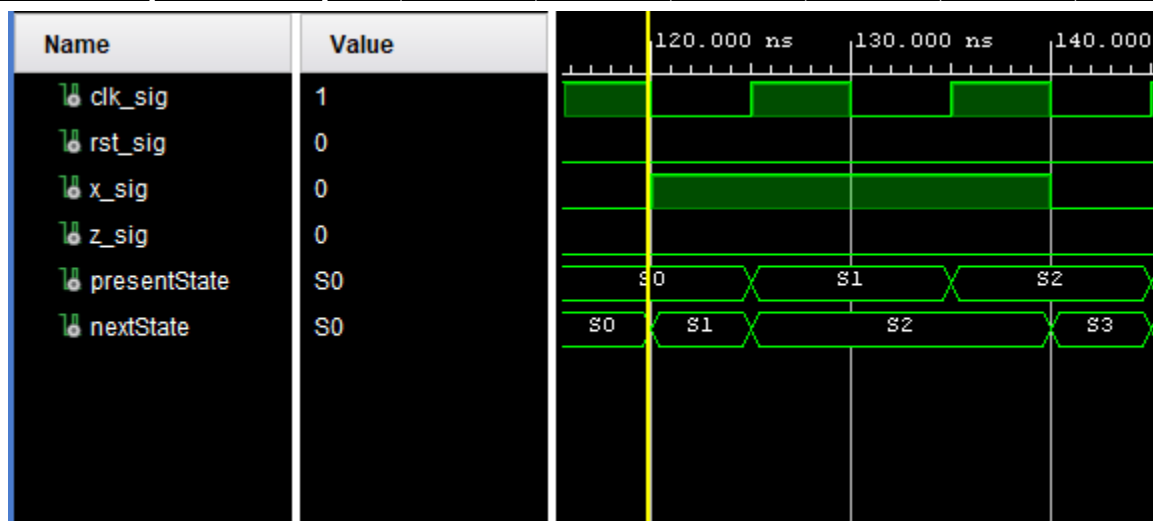 Name Value 120.000 ns 130.000 ns 140.000
clk_sig 1
rst_sig 0
x_sig 0
z_sig 0
presentState S0 S0 S1 S2
nextState S0 S0 S1 S2 S3